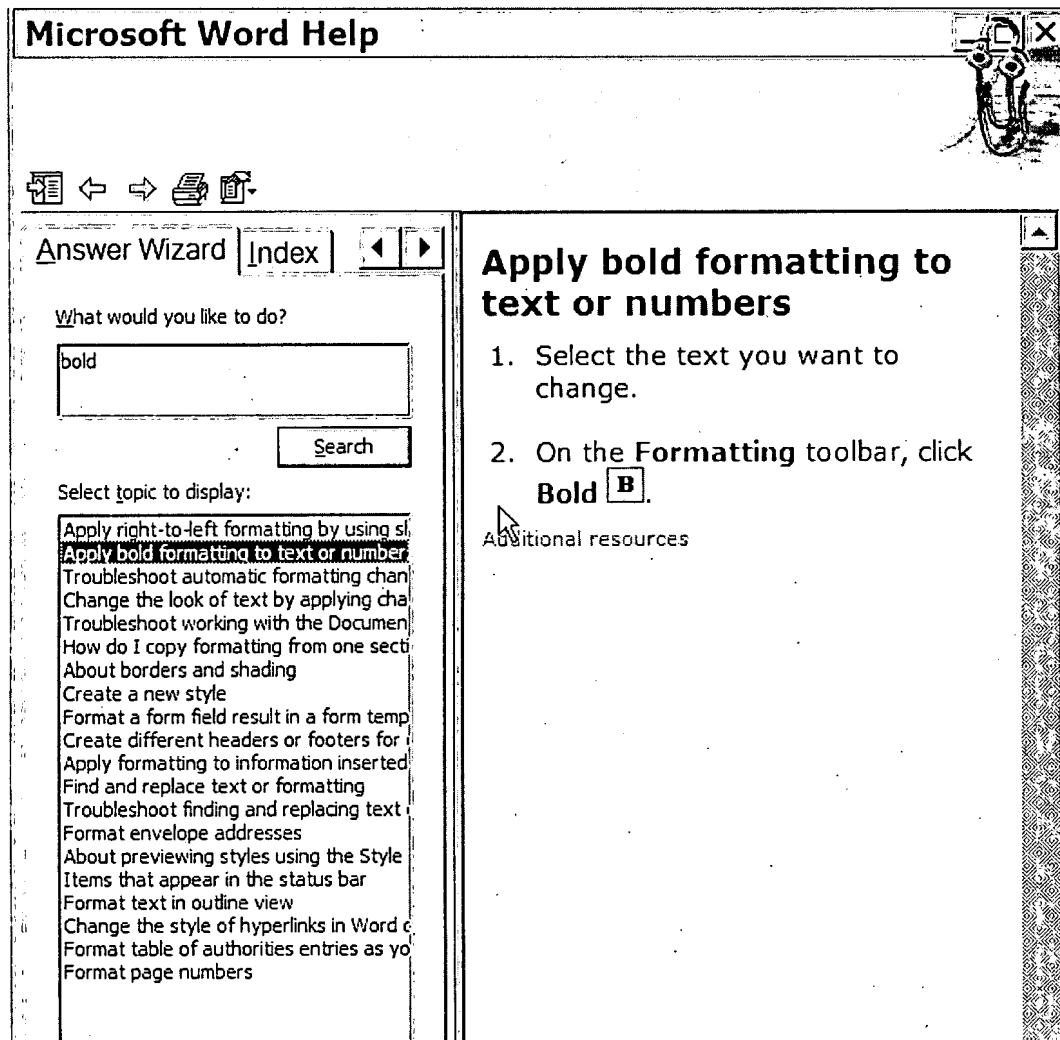 Microsoft Word Help
Answer Wizard
Index
What would you like to do?
bold
Search
Select topic to display:
Apply right-to-left formatting by using
Apply bold formatting to text or number
Troubleshoot automatic formatting chan
Change the look of text by applying cha
Troubleshoot working with the Documen
How do I copy formatting from one secti
About borders and shading
Create a new style
Format a form field result in a form temp
Create different headers or footers for
Apply formatting to information inserted
Find and replace text or formatting
Troubleshoot finding and replacing text
Format envelope addresses
About previewing styles using the Style
Items that appear in the status bar
Format text in outline view
Change the style of hyperlinks in Word
Format table of authorities entries as yo
Format page numbers
Apply bold formatting to
text or numbers
1. Select the text you want to
change.
2. On the Formatting toolbar, click
Bold B.
Additional resources